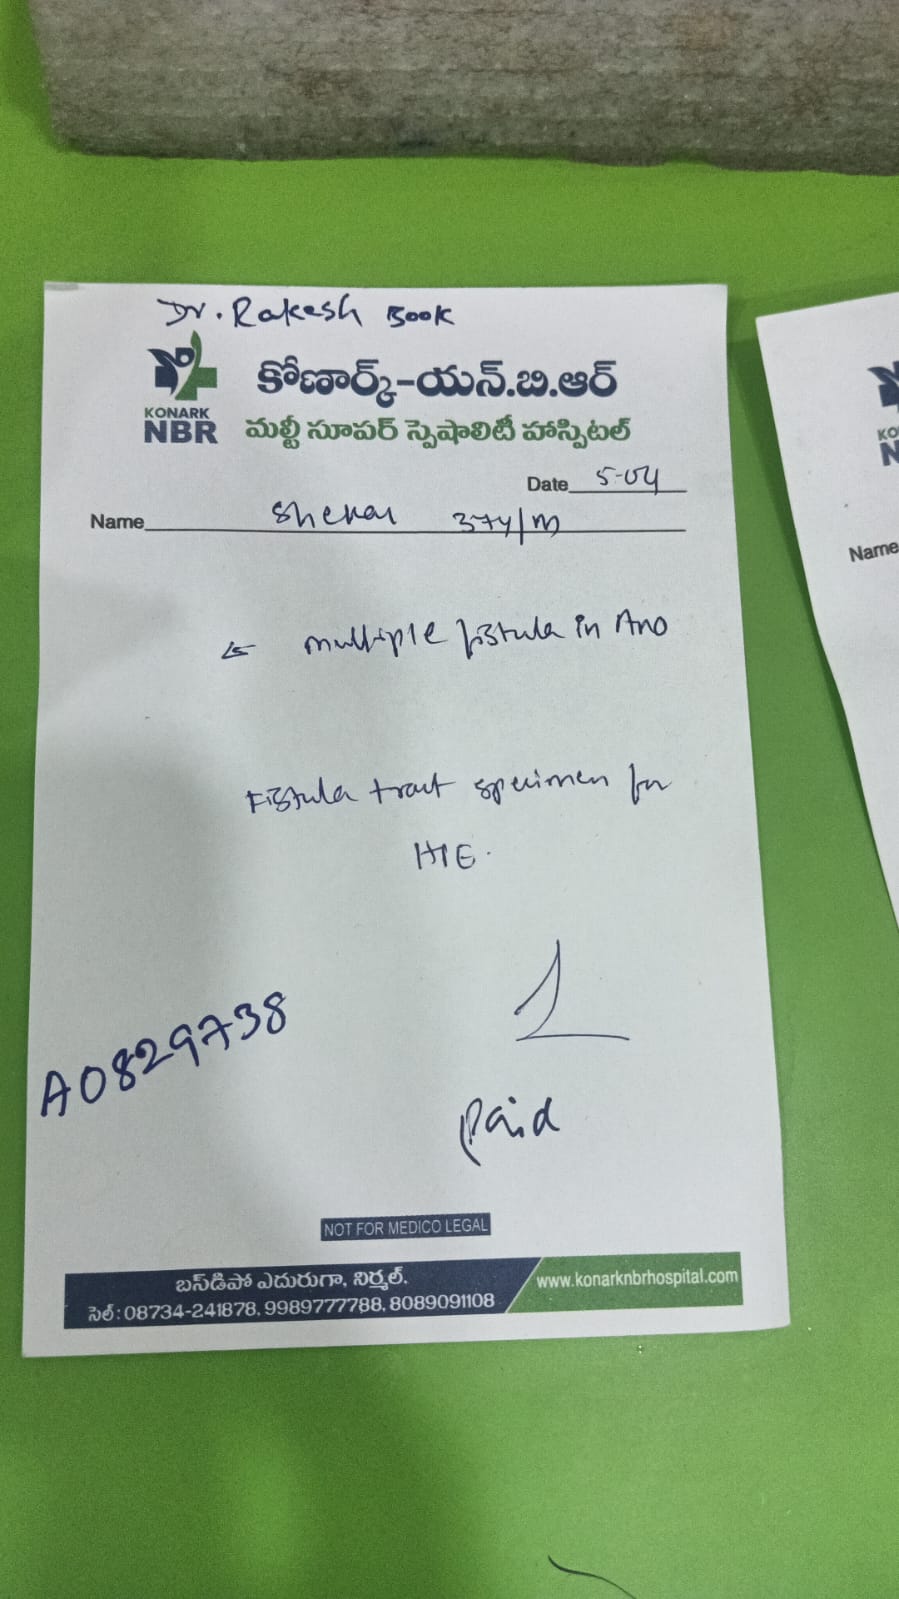 Dr. Rakesh Book
KONARK
NBR
కోణార్క్-యన్.బి.ఆర్
మల్టీ సూపర్ స్పెషాలిటీ హాస్పిటల్
Date 5-04
Name Shekar 37y/m
multiple fistula in Ano
Fistula tract specimen for
HPE.
A0829738
Paid
NOT FOR MEDICO LEGAL
బస్‌డిపో ఎదురుగా, నిర్మల్.
సెల్ : 08734-241878, 9989777788, 8089091108
www.konarknbrhospital.com
Name